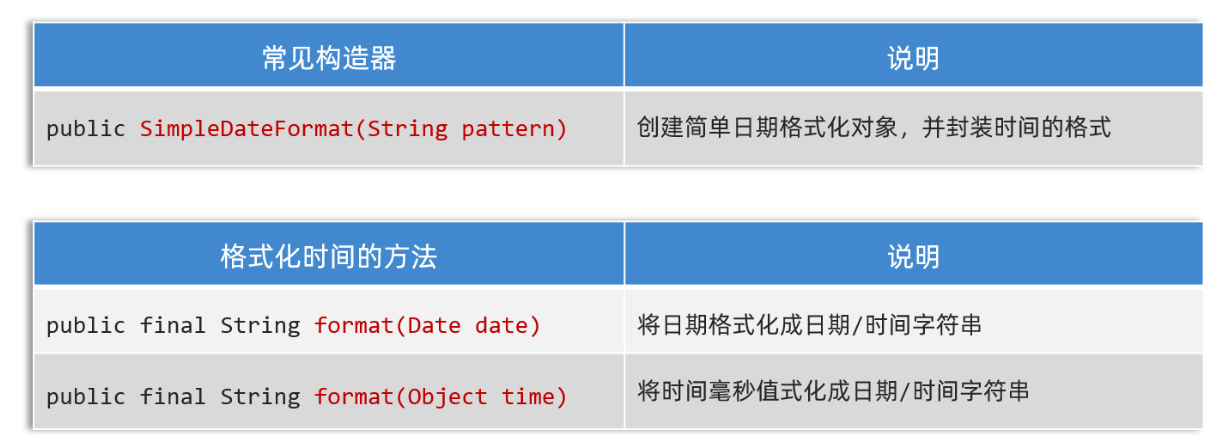 常见构造器 说明
public SimpleDateFormat(String pattern) 创建简单日期格式化对象，并封装时间的格式
格式化时间的方法 说明
public final String format(Date date) 将日期格式化成日期/时间字符串
public final String format(Object time) 将时间毫秒值式化成日期/时间字符串